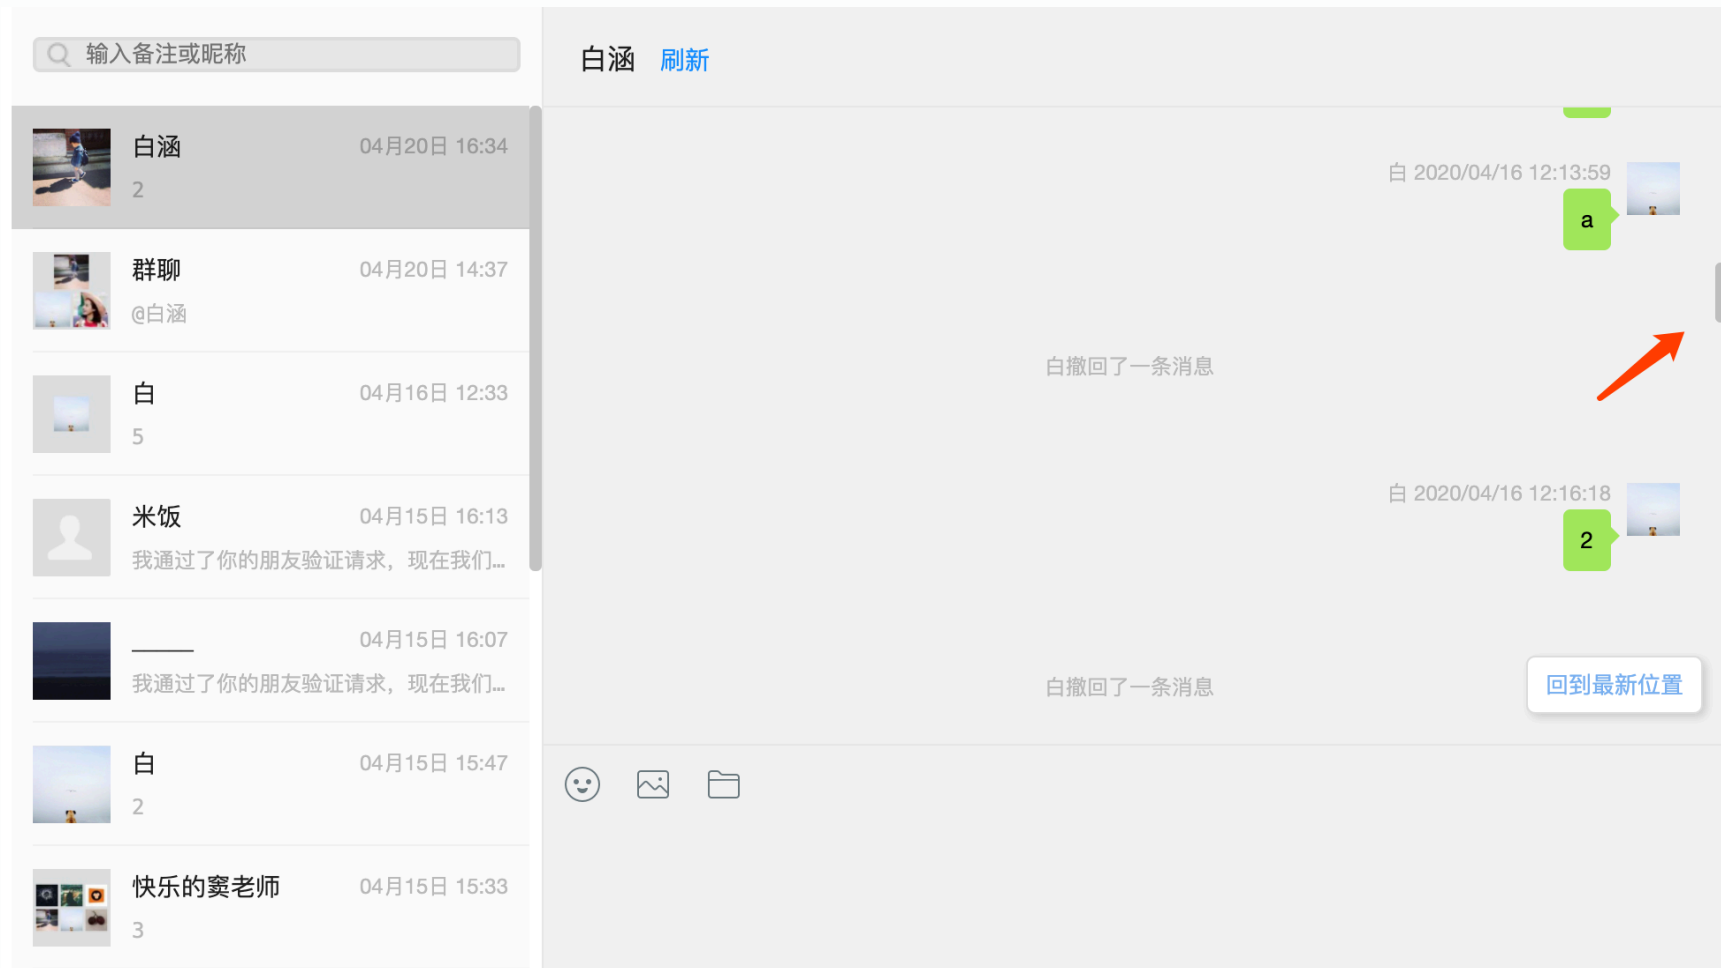 输入备注或昵称
白涵 04月20日 16:34
2
群聊 04月20日 14:37
@白涵
白 04月16日 12:33
5
米饭 04月15日 16:13
我通过了你的朋友验证请求，现在我们...
_____ 04月15日 16:07
我通过了你的朋友验证请求，现在我们...
白 04月15日 15:47
2
快乐的窦老师 04月15日 15:33
3
白涵 刷新
白 2020/04/16 12:13:59
a
白撤回了一条消息
白 2020/04/16 12:16:18
2
白撤回了一条消息
回到最新位置